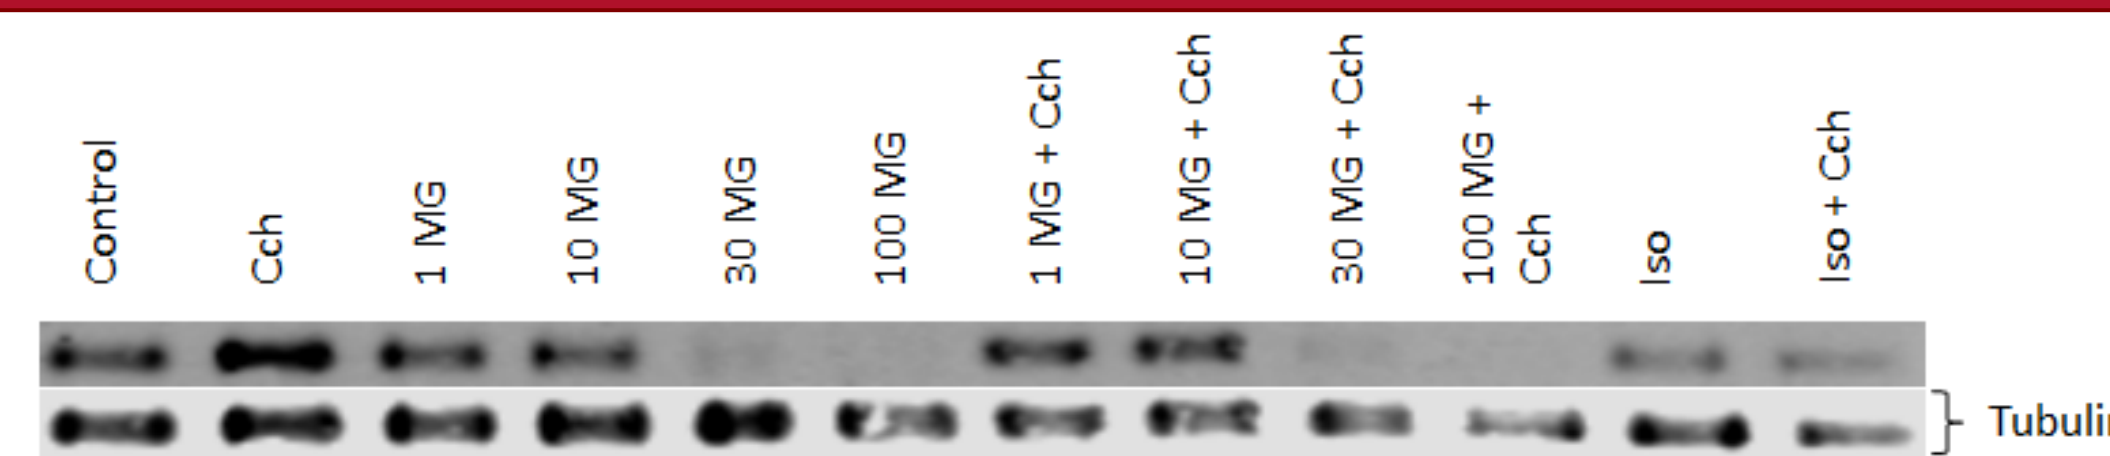 Control
Cch
1 MG
10 MG
30 MG
100 MG
1 MG + Cch
10 MG + Cch
30 MG + Cch
100 MG +
Cch
Iso
Iso + Cch
Tubulin